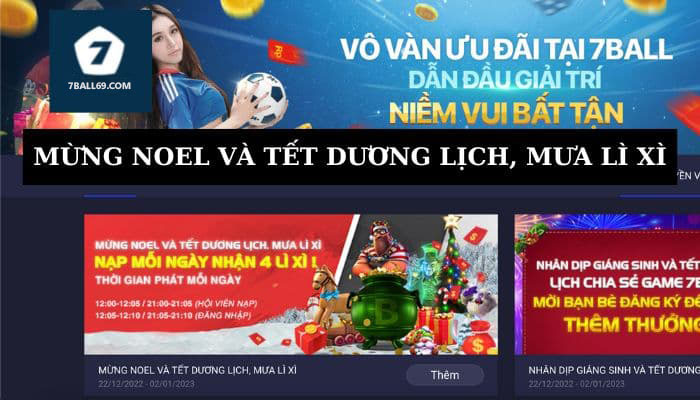 7
7BALL69.COM
VÔ VÀN ƯU ĐÃI TẠI 7BALL
DẪN ĐẦU GIẢI TRÍ
NIỀM VUI BẤT TẬN
MỪNG NOEL VÀ TẾT DƯƠNG LỊCH, MƯA LÌ XÌ
YỀN V
MỪNG NOEL VÀ TẾT DƯƠNG LỊCH, MƯA LÌ XÌ
NẠP MỖI NGÀY NHẬN 4 LÌ XÌ !
THỜI GIAN PHÁT MỖI NGÀY
12:00-12:05 / 21:00-21:05 (HỘI VIÊN NẠP)
12:05-12:10 / 21:05-21:10 (ĐĂNG NHẬP)
B
NHÂN DỊP GIÁNG SINH VÀ TẾT
LỊCH CHIA SẺ GAME 7B
MỜI BẠN BÈ ĐĂNG KÝ ĐỂ
THÊM THƯỞNG
MỪNG NOEL VÀ TẾT DƯƠNG LỊCH, MƯA LÌ XÌ
22/12/2022 - 02/01/2023
Thêm
NHÂN DỊP GIÁNG SINH VÀ TẾT DƯƠNG
22/12/2022 - 02/01/2023